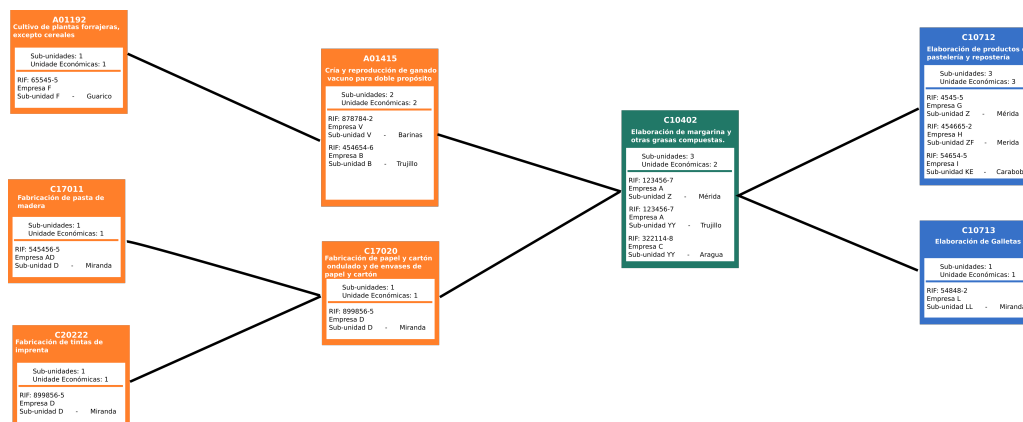 A01192
Cultivo de plantas forrajeras,
excepto cereales
Sub-unidades: 1
Unidade Económicas: 1
RIF: 65545-5
Empresa F
Sub-unidad F - Guarico
C17011
Fabricación de pasta de
madera
Sub-unidades: 1
Unidade Económicas: 1
RIF: 545456-5
Empresa AD
Sub-unidad D - Miranda
C20222
Fabricación de tintas de
imprenta
Sub-unidades: 1
Unidade Económicas: 1
RIF: 899856-5
Empresa D
Sub-unidad D - Miranda
A01415
Cría y reproducción de ganado
vacuno para doble propósito
Sub-unidades: 2
Unidade Económicas: 2
RIF: 878784-2
Empresa V
Sub-unidad V - Barinas
RIF: 454654-6
Empresa B
Sub-unidad B - Trujillo
C17020
Fabricación de papel y cartón
ondulado y de envases de
papel y cartón
Sub-unidades: 1
Unidade Económicas: 1
RIF: 899856-5
Empresa D
Sub-unidad D - Miranda
C10402
Elaboración de margarina y
otras grasas compuestas.
Sub-unidades: 3
Unidade Económicas: 2
RIF: 123456-7
Empresa A
Sub-unidad Z - Mérida
RIF: 123456-7
Empresa A
Sub-unidad YY - Trujillo
RIF: 322114-8
Empresa C
Sub-unidad YY - Aragua
C10712
Elaboración de productos
pastelería y repostería
Sub-unidades: 3
Unidade Económicas: 3
RIF: 4545-5
Empresa G
Sub-unidad Z - Mérida
RIF: 454665-2
Empresa H
Sub-unidad ZF - Merida
RIF: 54654-5
Empresa I
Sub-unidad KE - Carabob
C10713
Elaboración de Galletas
Sub-unidades: 1
Unidade Económicas: 1
RIF: 54848-2
Empresa L
Sub-unidad LL - Miranda